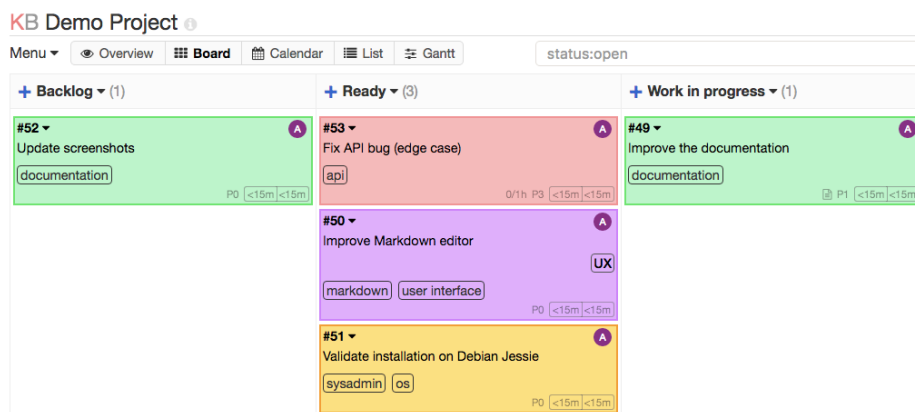 KB Demo Project
Menu Overview Board Calendar List Gantt status:open
+ Backlog (1)
#52 A
Update screenshots
documentation
P0 <15m <15m
+ Ready (3)
#53 A
Fix API bug (edge case)
api
0/1h P3 <15m <15m
#50 A
Improve Markdown editor
UX
markdown user interface
P0 <15m <15m
#51 A
Validate installation on Debian Jessie
sysadmin os
P0 <15m <15m
+ Work in progress (1)
#49 A
Improve the documentation
documentation
P1 <15m <15m